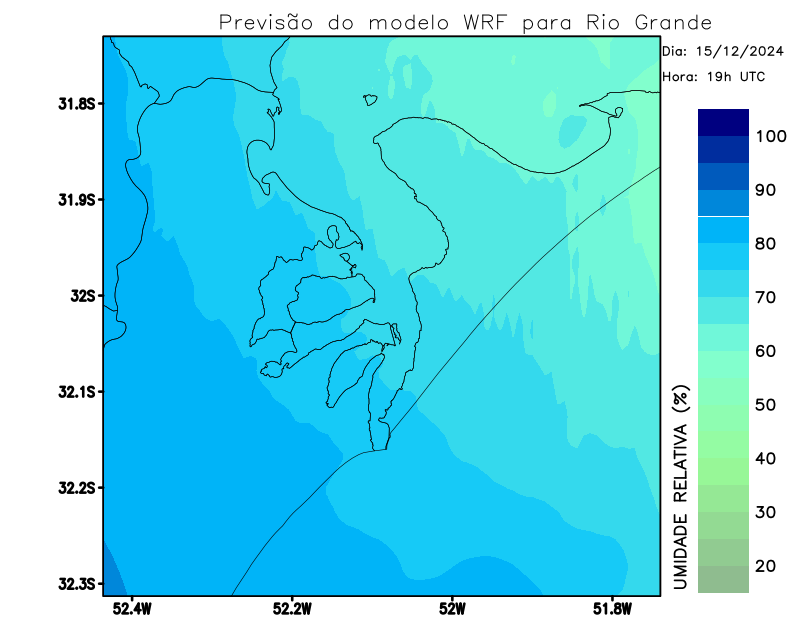 Previsão do modelo WRF para Rio Grande
Dia: 15/12/2024
Hora: 19h UTC
31.8S
31.9S
32S
32.1S
32.2S
32.3S
52.4W
52.2W
52W
51.8W
100
90
80
70
60
50
40
30
20
UMIDADE RELATIVA (%)